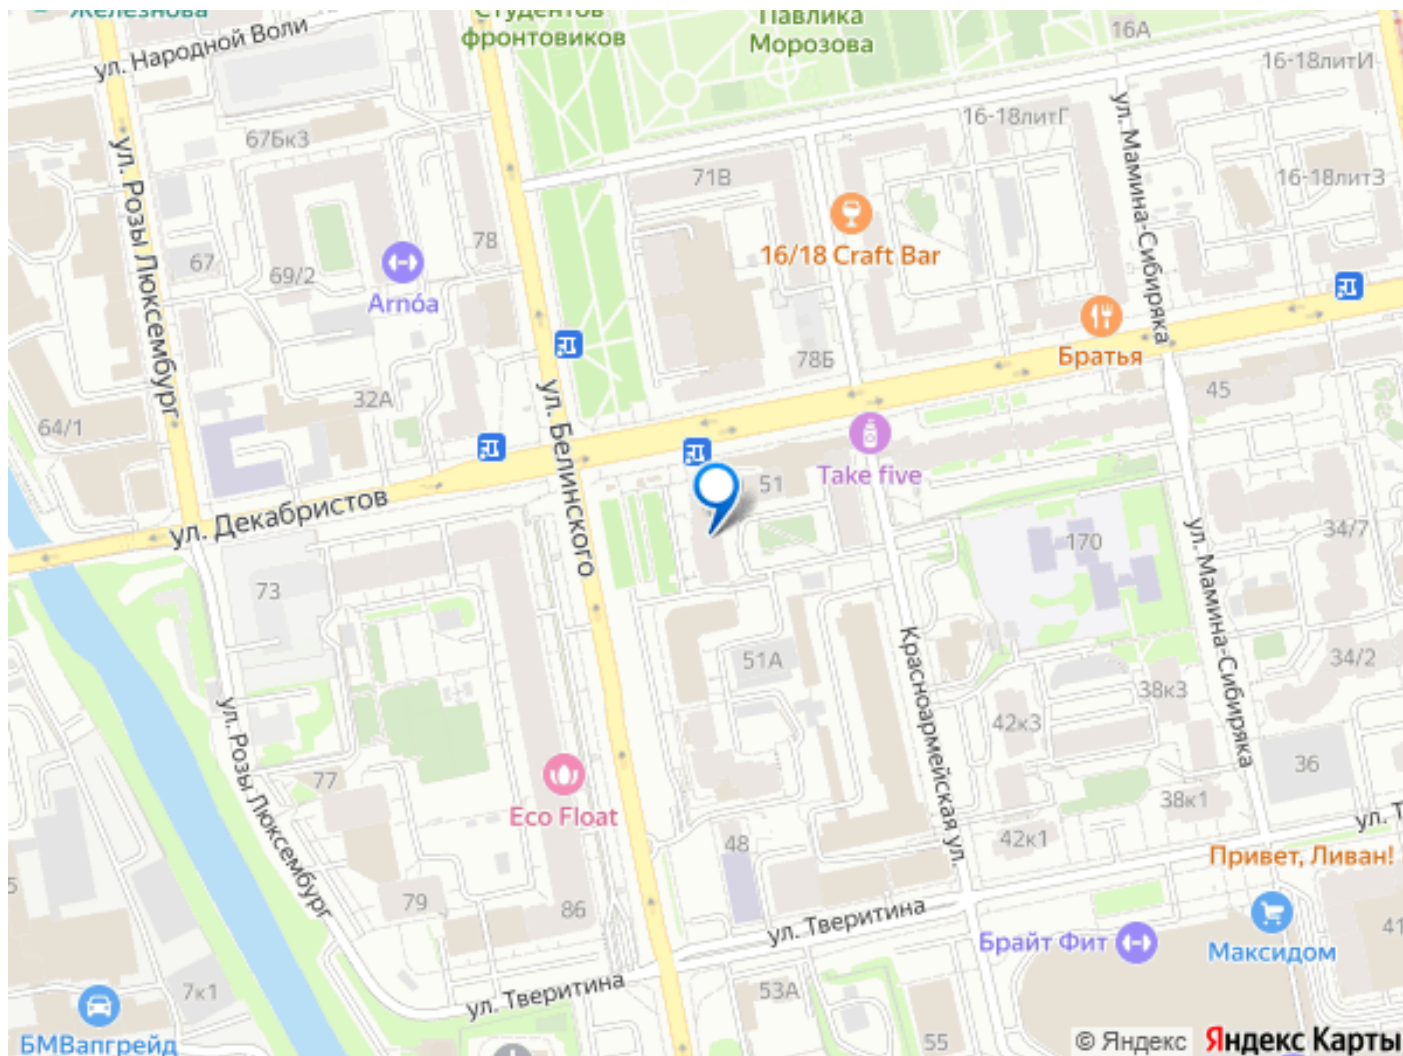 Железнова
Студентов
фронтовиков
Павлика
Морозова
16А
ул. Народной Воли
16-18литИ
67Бк3
16-18литГ
ул. Мамина-Сибиряка
ул. Розы Люксембург
71В
16-18литЗ
78
67
69/2
16/18 Craft Bar
Arnóa
Братья
78Б
32А
45
64/1
ул. Белинского
51
Take five
ул. Декабристов
170
34/7
ул. Мамина-Сибиряка
73
51А
34/2
Красноармейская ул.
38к3
42к3
ул. Розы Люксембург
36
77
38к1
Eco Float
48
42к1
ул. Т
Привет, Ливан!
5
79
86
ул. Тверитина
Брайт Фит
Максидом
41
7к1
ул. Тверитина
53А
БМВапгрейд
55
© Яндекс
Яндекс Карты